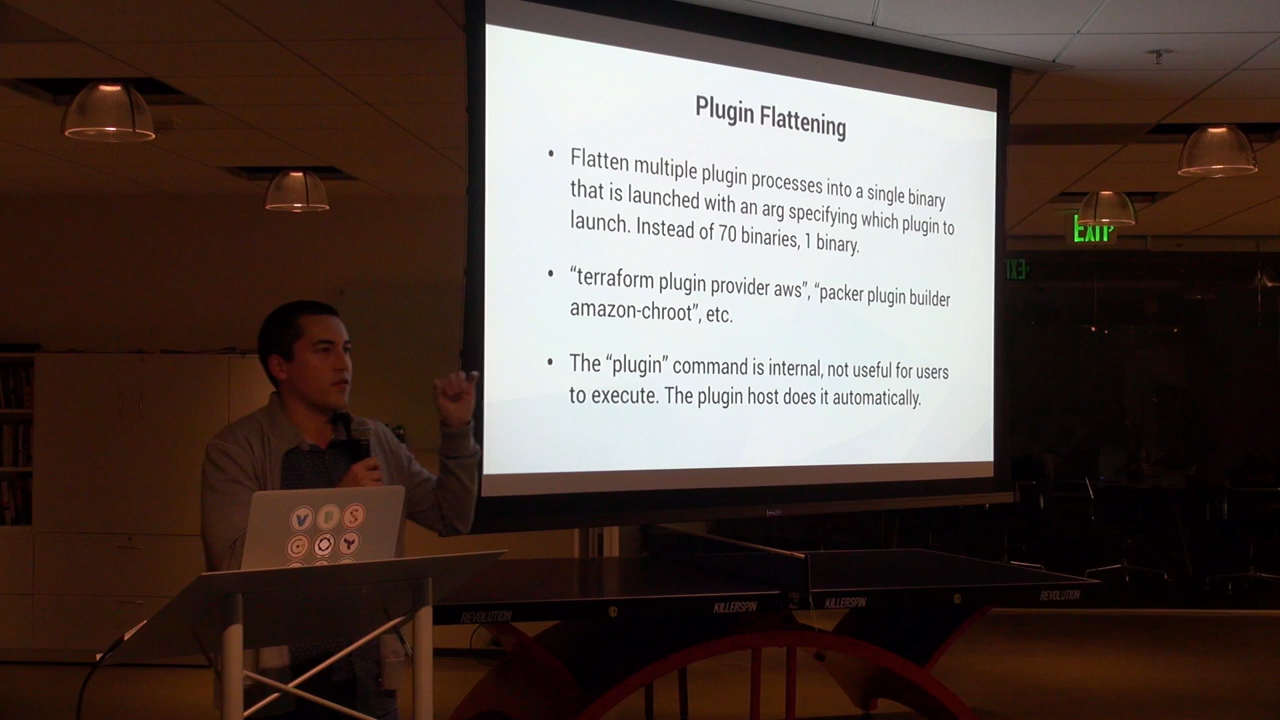 Plugin Flattening
• Flatten multiple plugin processes into a single binary
that is launched with an arg specifying which plugin to
launch. Instead of 70 binaries, 1 binary.
• “terraform plugin provider aws”, “packer plugin builder
amazon-chroot”, etc.
• The “plugin” command is internal, not useful for users
to execute. The plugin host does it automatically.
EXIT
EXI
V P S
REVOLUTION
KILLERSPIN
KILLERSPIN
REVOLUTION